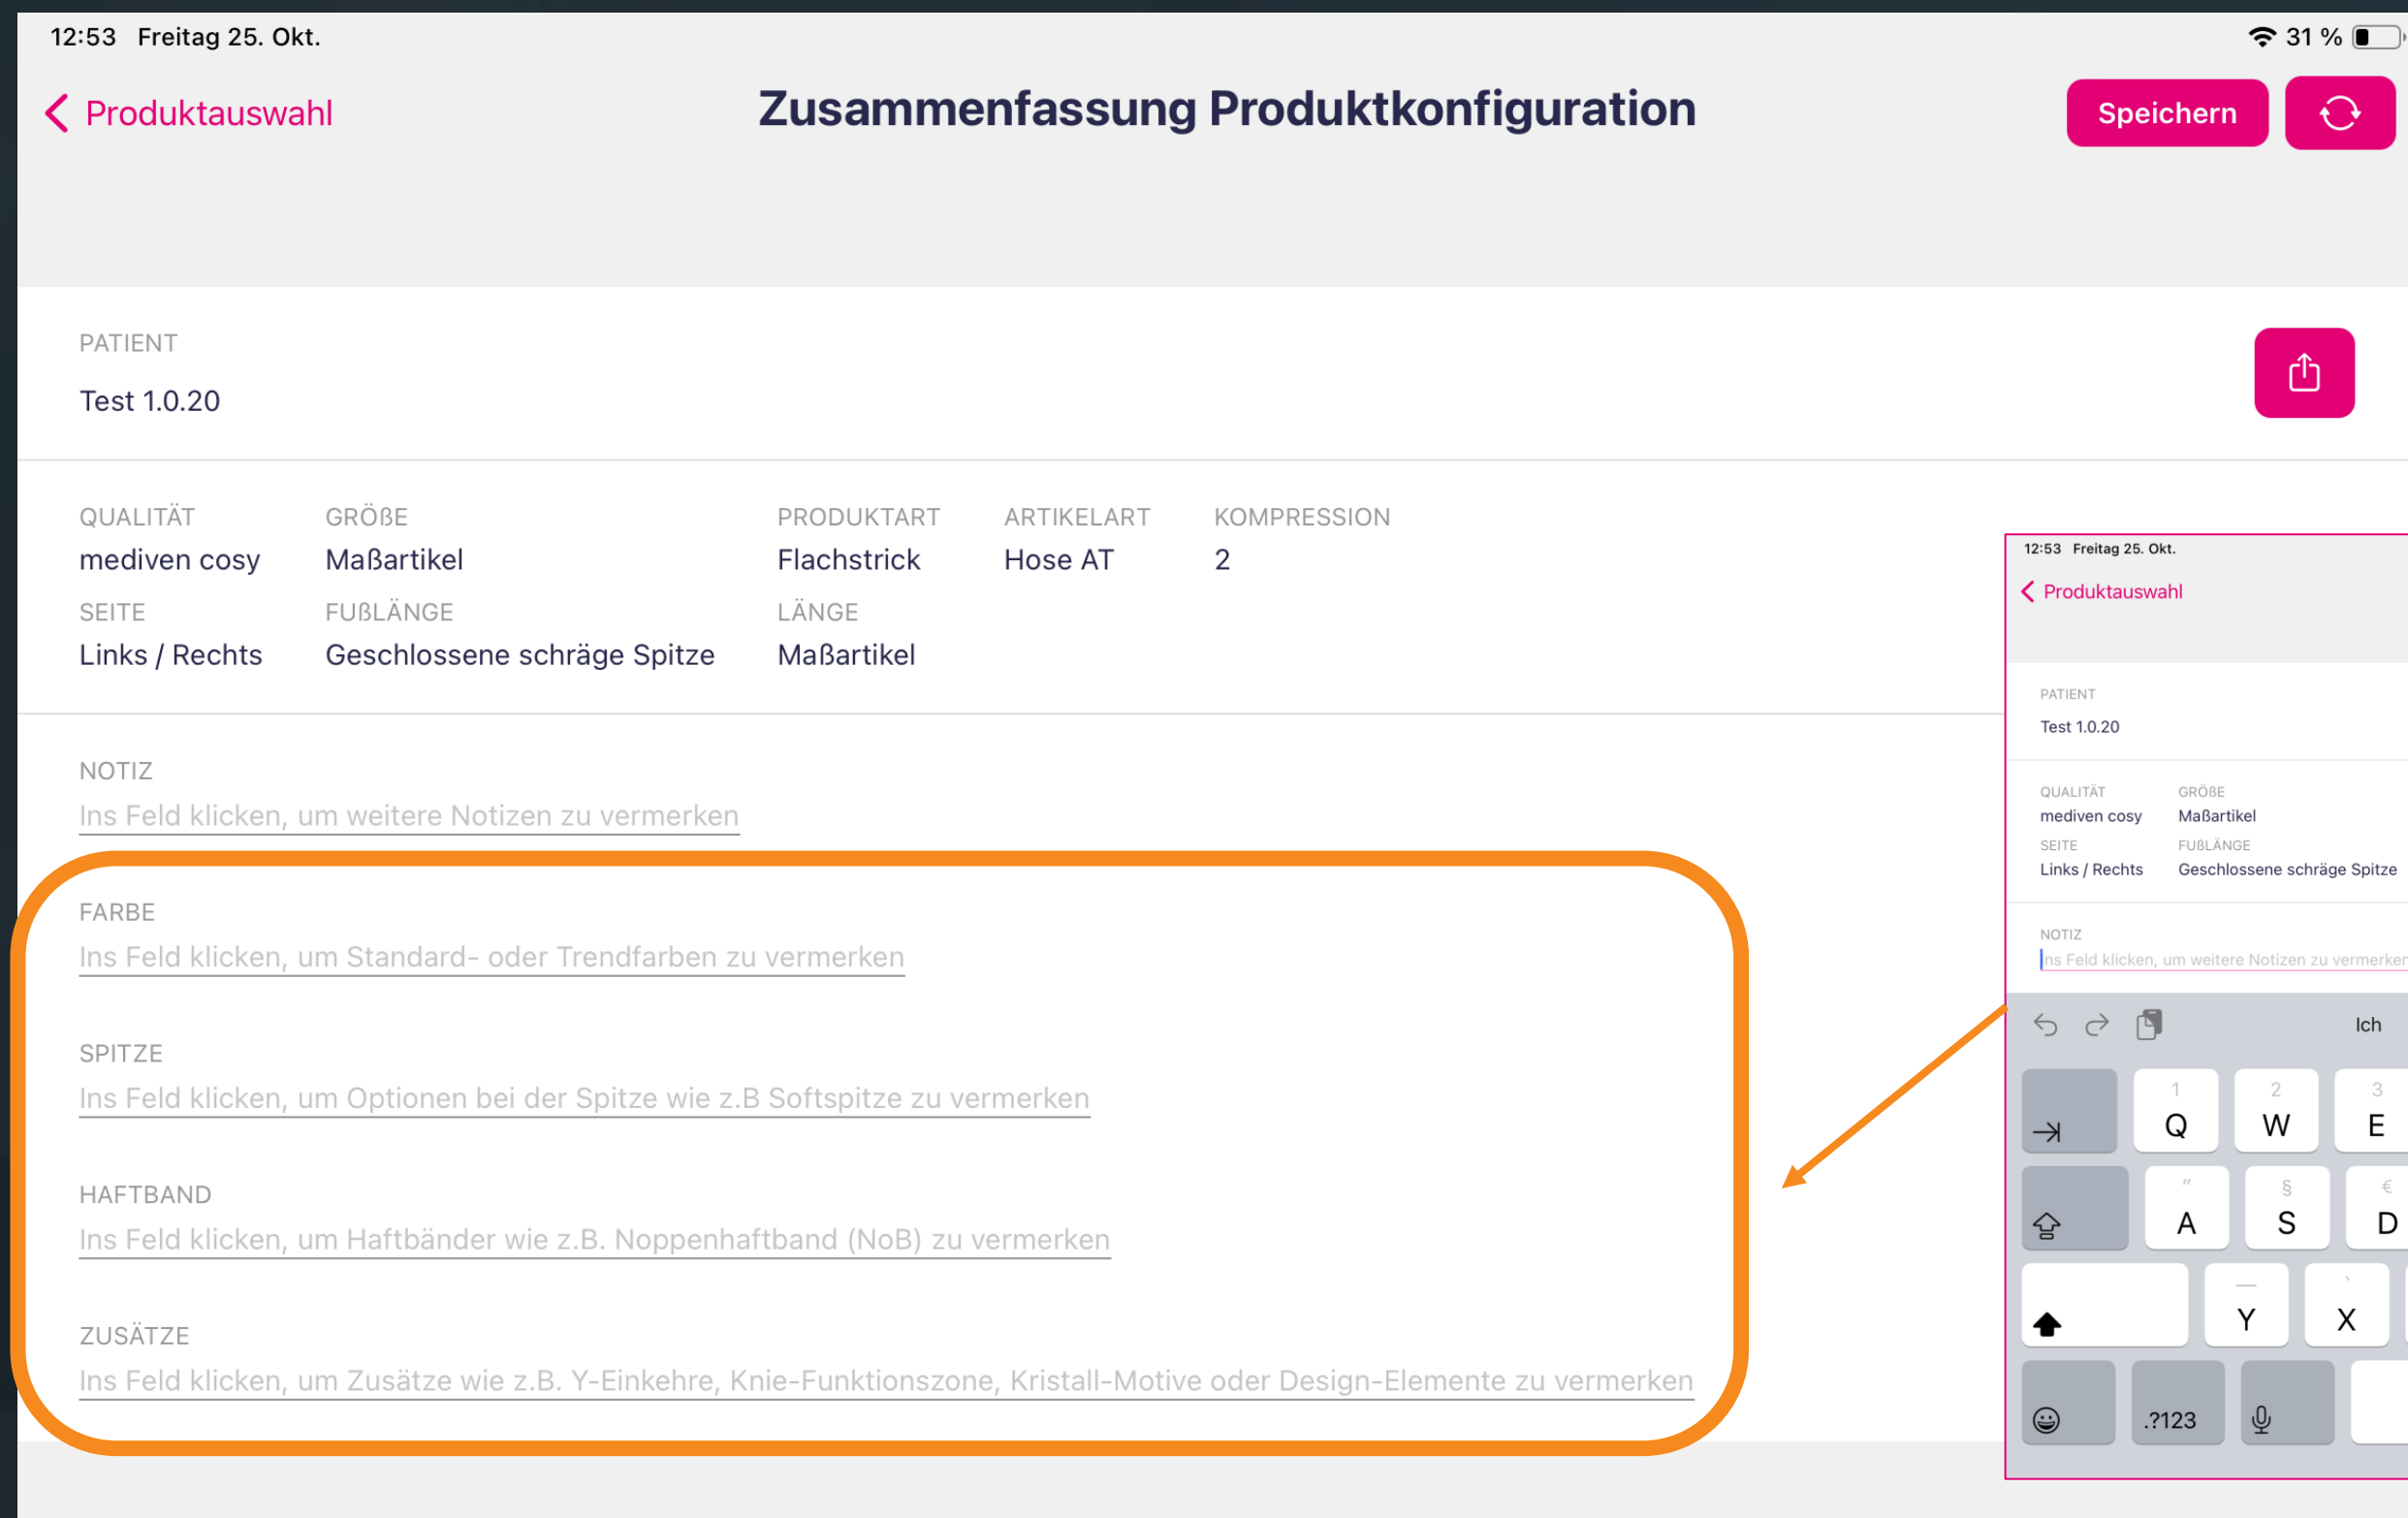 12:53 Freitag 25. Okt.
31 %
Produktauswahl
Zusammenfassung Produktkonfiguration
Speichern
PATIENT
Test 1.0.20
QUALITÄT GRÖßE PRODUKTART ARTIKELART KOMPRESSION
mediven cosy Maßartikel Flachstrick Hose AT 2
SEITE FUßLÄNGE LÄNGE
Links / Rechts Geschlossene schräge Spitze Maßartikel
NOTIZ
Ins Feld klicken, um weitere Notizen zu vermerken
FARBE
Ins Feld klicken, um Standard- oder Trendfarben zu vermerken
SPITZE
Ins Feld klicken, um Optionen bei der Spitze wie z.B Softspitze zu vermerken
HAFTBAND
Ins Feld klicken, um Haftbänder wie z.B. Noppenhaftband (NoB) zu vermerken
ZUSÄTZE
Ins Feld klicken, um Zusätze wie z.B. Y-Einkehre, Knie-Funktionszone, Kristall-Motive oder Design-Elemente zu vermerken
12:53 Freitag 25. Okt.
Produktauswahl
PATIENT
Test 1.0.20
QUALITÄT GRÖßE
mediven cosy Maßartikel
SEITE FUßLÄNGE
Links / Rechts Geschlossene schräge Spitze
NOTIZ
Ins Feld klicken, um weitere Notizen zu vermerken
Ich
1 2 3
Q W E
" § €
A S D
— `
Y X
.?123